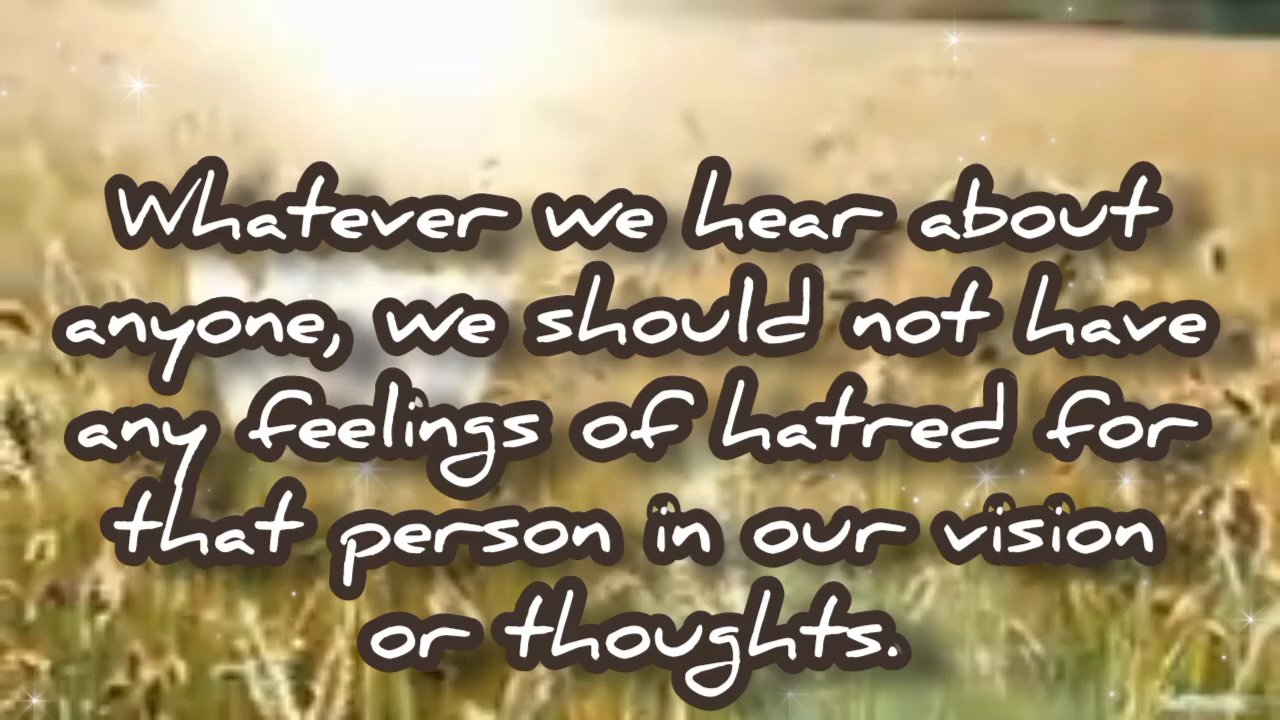 Whatever we hear about
anyone, we should not have
any feelings of hatred for
that person in our vision
or thoughts.